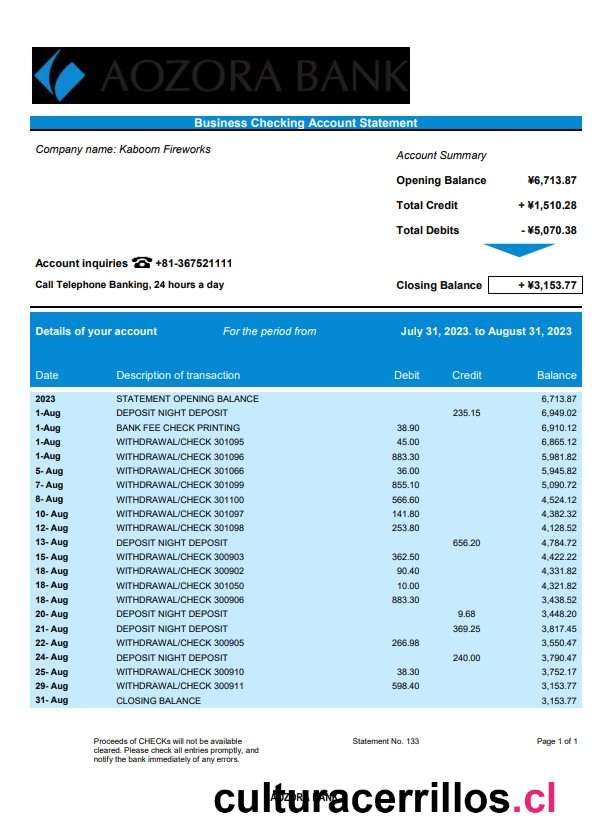 AOZORA BANK
Business Checking Account Statement
Company name: Kaboom Fireworks
Account Summary
Opening Balance ¥6,713.87
Total Credit + ¥1,510.28
Total Debits - ¥5,070.38
Account inquiries ☎ +81-367521111
Call Telephone Banking, 24 hours a day
Closing Balance + ¥3,153.77
Details of your account For the period from July 31, 2023. to August 31, 2023
Date Description of transaction Debit Credit Balance
2023 STATEMENT OPENING BALANCE 6,713.87
1-Aug DEPOSIT NIGHT DEPOSIT 235.15 6,949.02
1-Aug BANK FEE CHECK PRINTING 38.90 6,910.12
1-Aug WITHDRAWAL/CHECK 301095 45.00 6,865.12
1-Aug WITHDRAWAL/CHECK 301096 883.30 5,981.82
5- Aug WITHDRAWAL/CHECK 301066 36.00 5,945.82
7- Aug WITHDRAWAL/CHECK 301099 855.10 5,090.72
8- Aug WITHDRAWAL/CHECK 301100 566.60 4,524.12
10- Aug WITHDRAWAL/CHECK 301097 141.80 4,382.32
12- Aug WITHDRAWAL/CHECK 301098 253.80 4,128.52
13- Aug DEPOSIT NIGHT DEPOSIT 656.20 4,784.72
15- Aug WITHDRAWAL/CHECK 300903 362.50 4,422.22
18- Aug WITHDRAWAL/CHECK 300902 90.40 4,331.82
18- Aug WITHDRAWAL/CHECK 301050 10.00 4,321.82
18- Aug WITHDRAWAL/CHECK 300906 883.30 3,438.52
20- Aug DEPOSIT NIGHT DEPOSIT 9.68 3,448.20
21- Aug DEPOSIT NIGHT DEPOSIT 369.25 3,817.45
22- Aug WITHDRAWAL/CHECK 300905 266.98 3,550.47
24- Aug DEPOSIT NIGHT DEPOSIT 240.00 3,790.47
25- Aug WITHDRAWAL/CHECK 300910 38.30 3,752.17
29- Aug WITHDRAWAL/CHECK 300911 598.40 3,153.77
31- Aug CLOSING BALANCE 3,153.77
Proceeds of CHECKs will not be available
cleared. Please check all entries promptly, and
notify the bank immediately of any errors.
Statement No. 133
Page 1 of 1
AOZORA BANK
culturacerrillos.cl